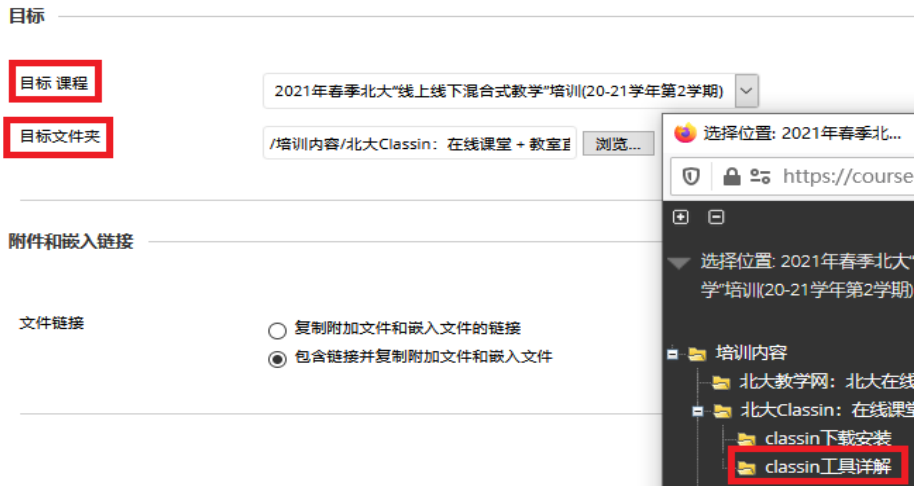 目标
目标 课程
2021年春季北大“线上线下混合式教学”培训(20-21学年第2学期)
目标文件夹
/培训内容/北大Classin：在线课堂 + 教室直
浏览...
附件和嵌入链接
文件链接
复制附加文件和嵌入文件的链接
包含链接并复制附加文件和嵌入文件
选择位置: 2021年春季北...
https://course
选择位置: 2021年春季北大“
学”培训(20-21学年第2学期)
培训内容
北大教学网：北大在线
北大Classin：在线课堂
classin下载安装
classin工具详解